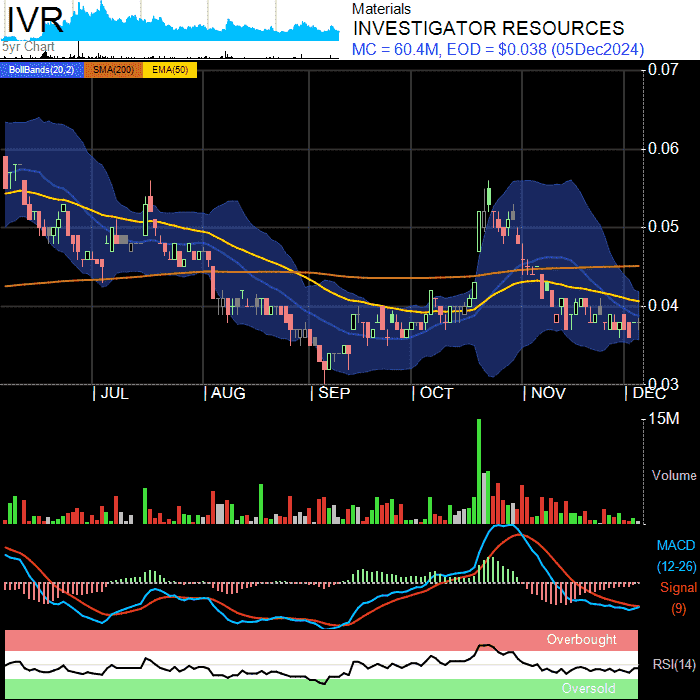 IVR
5yr Chart
Materials
INVESTIGATOR RESOURCES
MC = 60.4M, EOD = $0.038 (05Dec2024)
BollBands(20,2) SMA(200) EMA(50)
0.07
0.06
0.05
0.04
0.03
JUL AUG SEP OCT NOV DEC
15M
Volume
MACD
(12-26)
Signal
(9)
Overbought
RSI(14)
Oversold